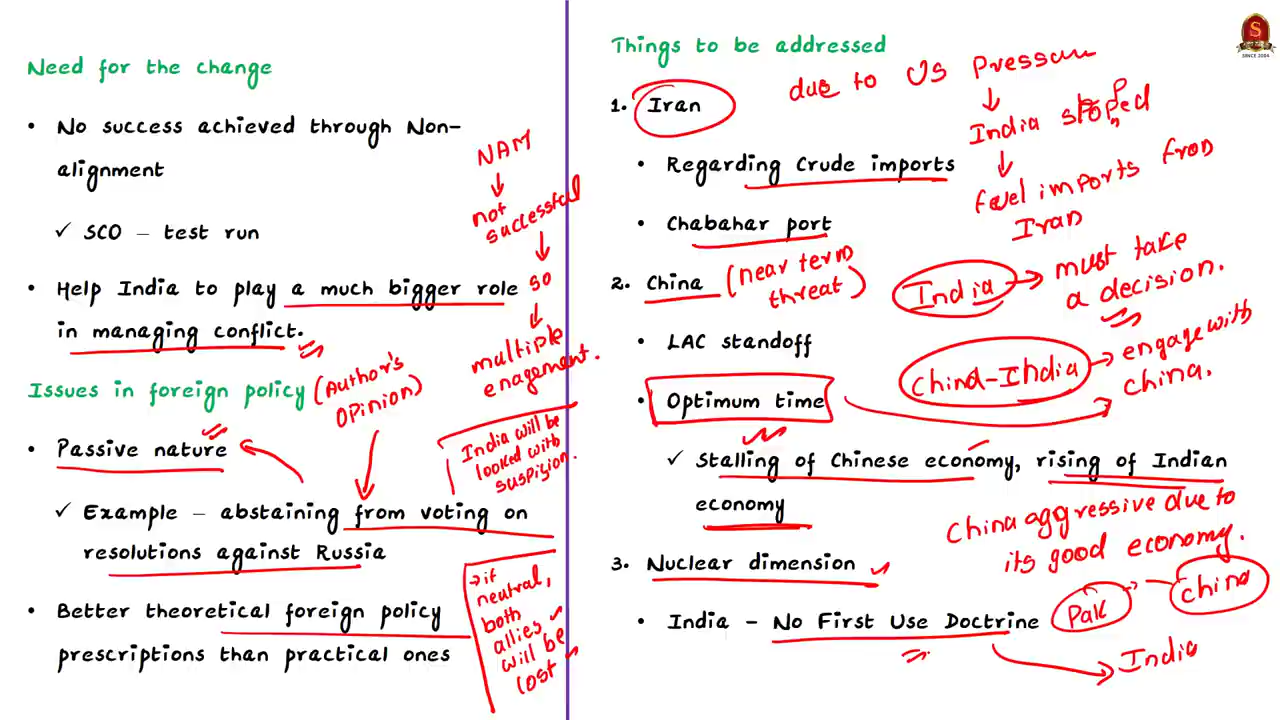 Need for the change
• No success achieved through Non-
alignment
✓ SCO – test run
• Help India to play a much bigger role
in managing conflict.
NAM
not
successful
so
multiple
enagement.
Issues in foreign policy
(Author's
opinion)
• Passive nature
India will be
looked with
suspicion.
✓ Example – abstaining from voting on
resolutions against Russia
• Better theoretical foreign policy
prescriptions than practical ones
→ if
neutral,
both
allies
will be
lost
Things to be addressed
due to US Pressure
1. Iran
India stopped
• Regarding Crude imports
imports from
Iran
• Chabahar port
2. China
(near term
threat)
India → must take
a decision.
• LAC standoff
China-India → engage with
china.
• Optimum time
✓ Stalling of Chinese economy, rising of Indian
economy
China aggressive due to
its good economy.
3. Nuclear dimension
Pak
china
• India – No First Use Doctrine
India
S
SINCE 2004